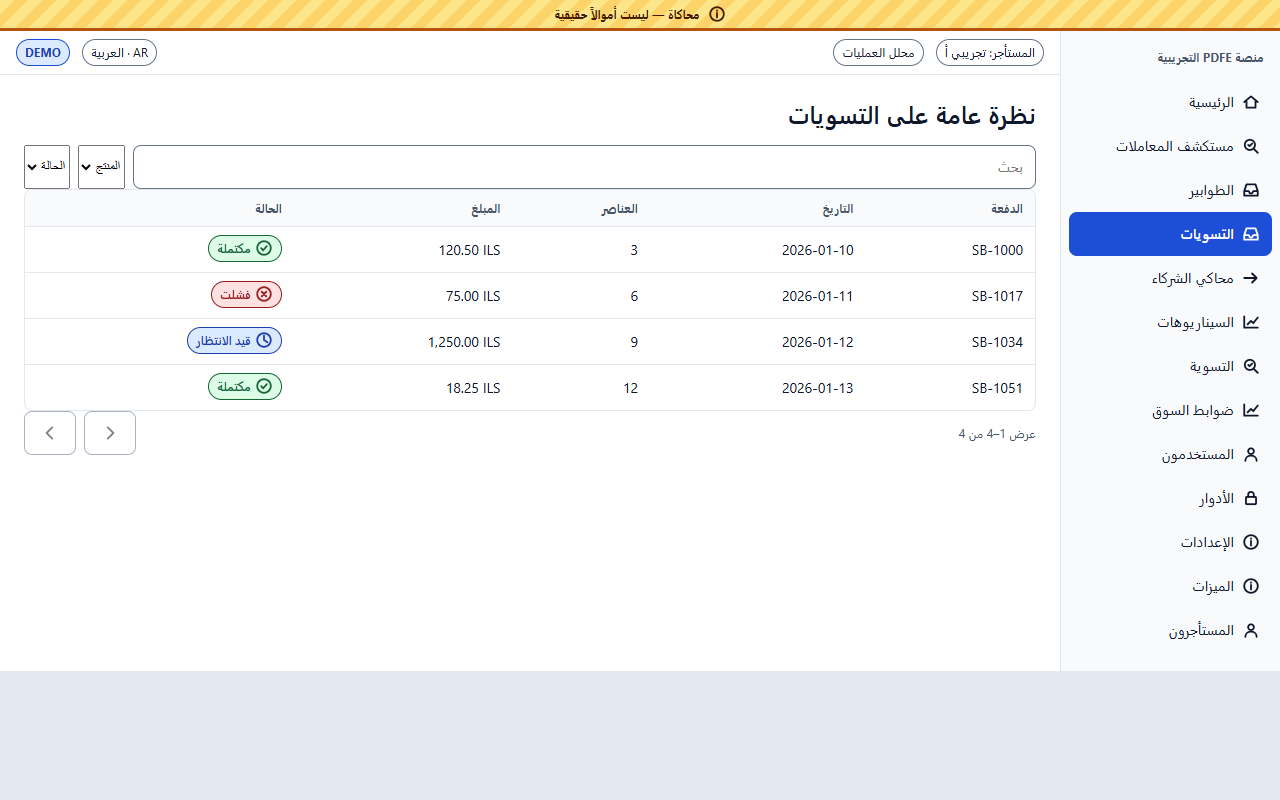 محاكاة — ليست أموالاً حقيقية
منصة PDFE التجريبية
المستأجر: تجريبي أ
محلل العمليات
AR · العربية
DEMO
الرئيسية
مستكشف المعاملات
الطوابير
التسويات
محاكي الشركاء
السيناريوهات
التسوية
ضوابط السوق
المستخدمون
الأدوار
الإعدادات
الميزات
المستأجرون
نظرة عامة على التسويات
بحث
المنتج
الحالة
الدفعة التاريخ العناصر المبلغ الحالة
SB-1000 2026-01-10 3 120.50 ILS مكتملة
SB-1017 2026-01-11 6 75.00 ILS فشلت
SB-1034 2026-01-12 9 1,250.00 ILS قيد الانتظار
SB-1051 2026-01-13 12 18.25 ILS مكتملة
عرض 1–4 من 4